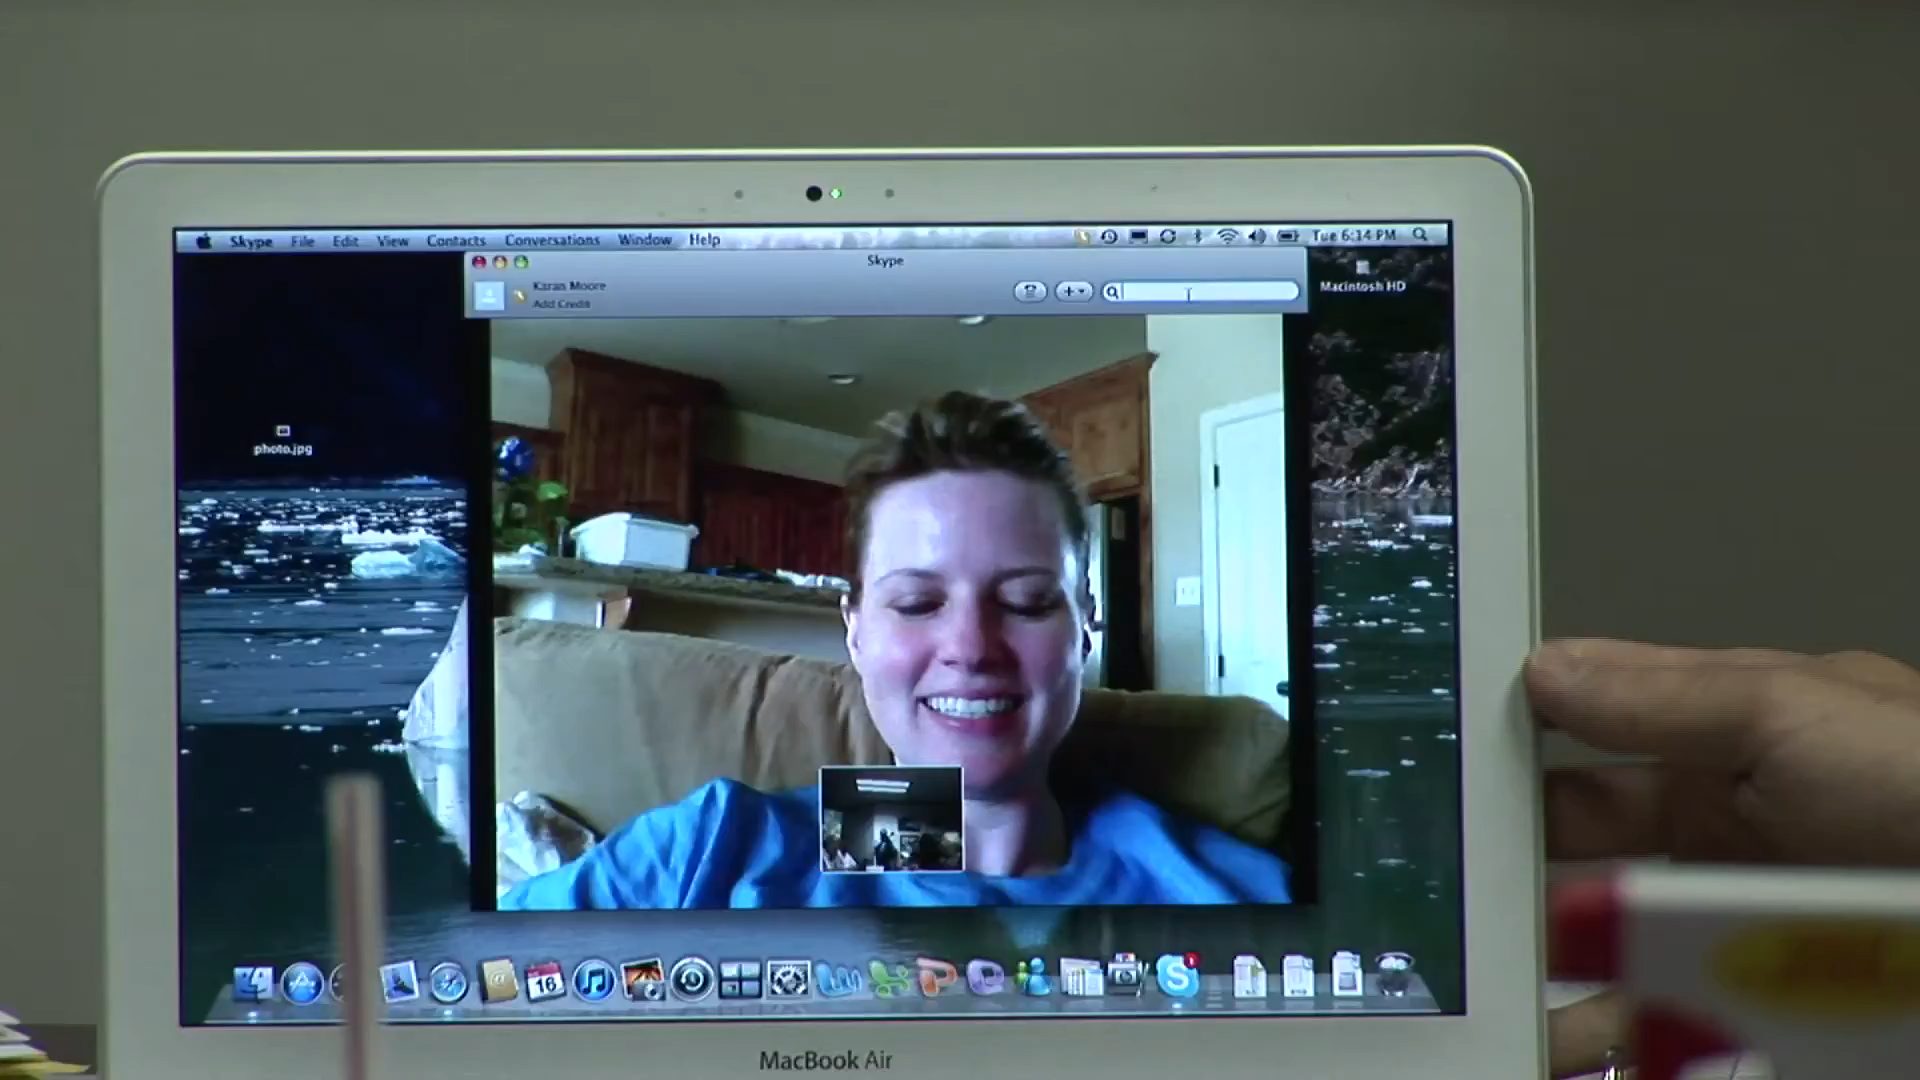 Skype File Edit View Contacts Conversations Window Help Tue 6:14 PM
Skype
Karan Moore
Add Credit
Macintosh HD
photo.jpg
16
MacBook Air